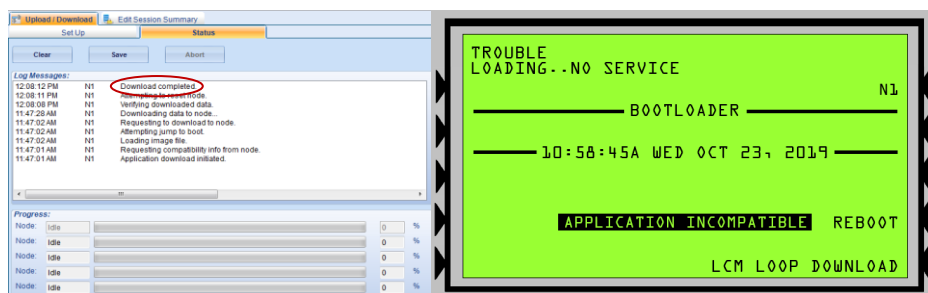 Upload / Download Edit Session Summary
Set Up Status
Clear Save Abort
Log Messages:
12:08:12 PM N1 Download completed.
12:08:11 PM N1 Attempting to reset node.
12:08:08 PM N1 Verifying downloaded data.
11:47:28 AM N1 Downloading data to node...
11:47:02 AM N1 Requesting to download to node.
11:47:02 AM N1 Attempting jump to boot.
11:47:02 AM N1 Loading image file.
11:47:01 AM N1 Requesting compatibility info from node.
11:47:01 AM N1 Application download initiated.
Progress:
Node: Idle 0 %
Node: Idle 0 %
Node: Idle 0 %
Node: Idle 0 %
Node: Idle 0 %
TROUBLE
LOADING..NO SERVICE
N1
BOOTLOADER
10:58:45A WED OCT 23, 2019
APPLICATION INCOMPATIBLE REBOOT
LCM LOOP DOWNLOAD